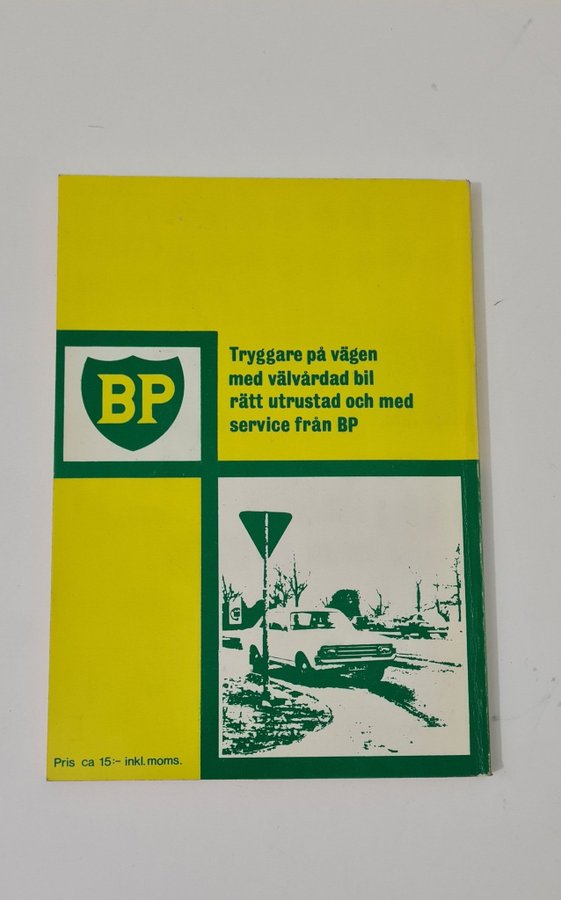 Tryggare på vägen
med välvårdad bil
rätt utrustad och med
service från BP
BP
Pris ca 15:- inkl. moms.